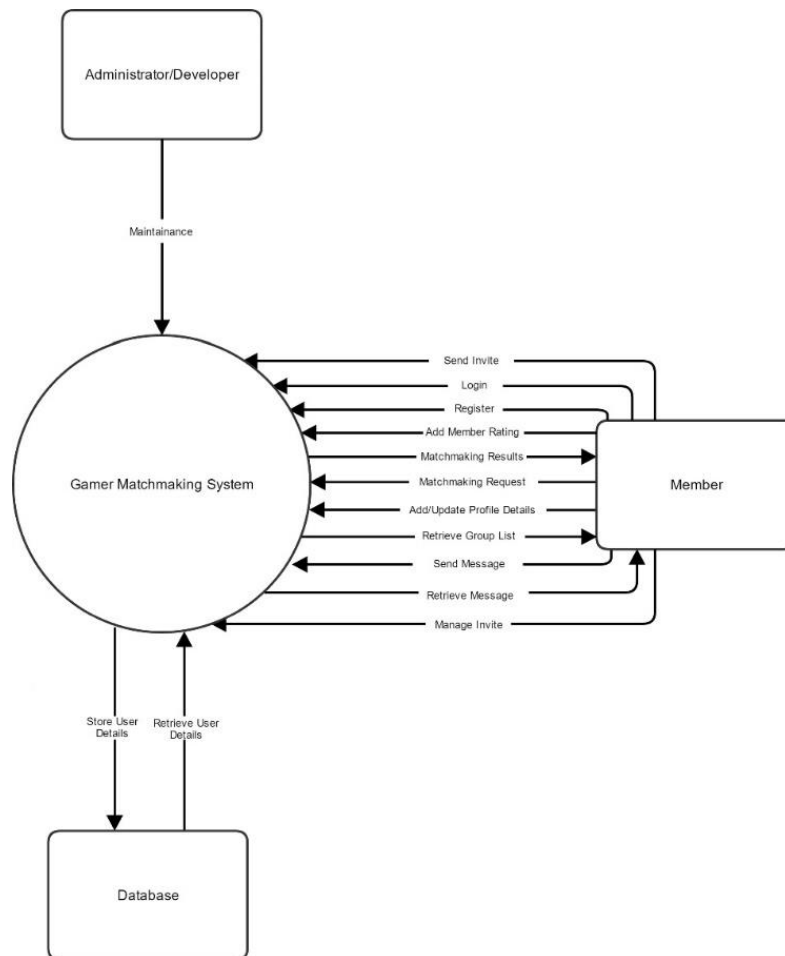 Administrator/Developer
Maintainance
Send Invite
Login
Register
Add Member Rating
Matchmaking Results
Gamer Matchmaking System
Matchmaking Request
Member
Add/Update Profile Details
Retrieve Group List
Send Message
Retrieve Message
Manage Invite
Store User
Details
Retrieve User
Details
Database